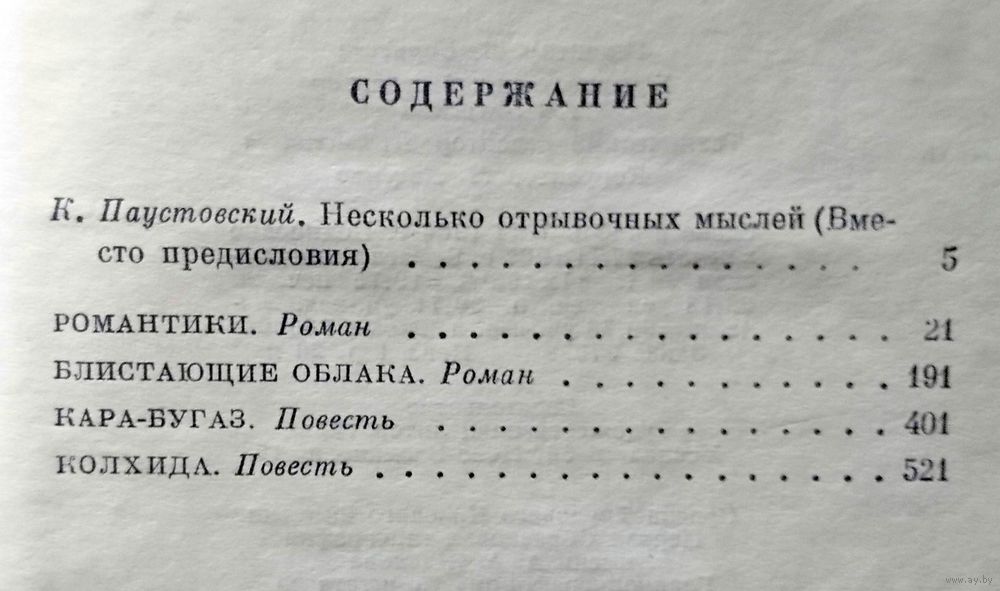 СОДЕРЖАНИЕ
К. Паустовский. Несколько отрывочных мыслей (Вме-
сто предисловия) . . . . . . . . . . . . . . . 5
РОМАНТИКИ. Роман . . . . . . . . . . . . . . . . . 21
БЛИСТАЮЩИЕ ОБЛАКА. Роман . . . . . . . . . . . . 191
КАРА-БУГАЗ. Повесть . . . . . . . . . . . . . . . . 401
КОЛХИДА. Повесть . . . . . . . . . . . . . . . . . . 521
www.ay.by